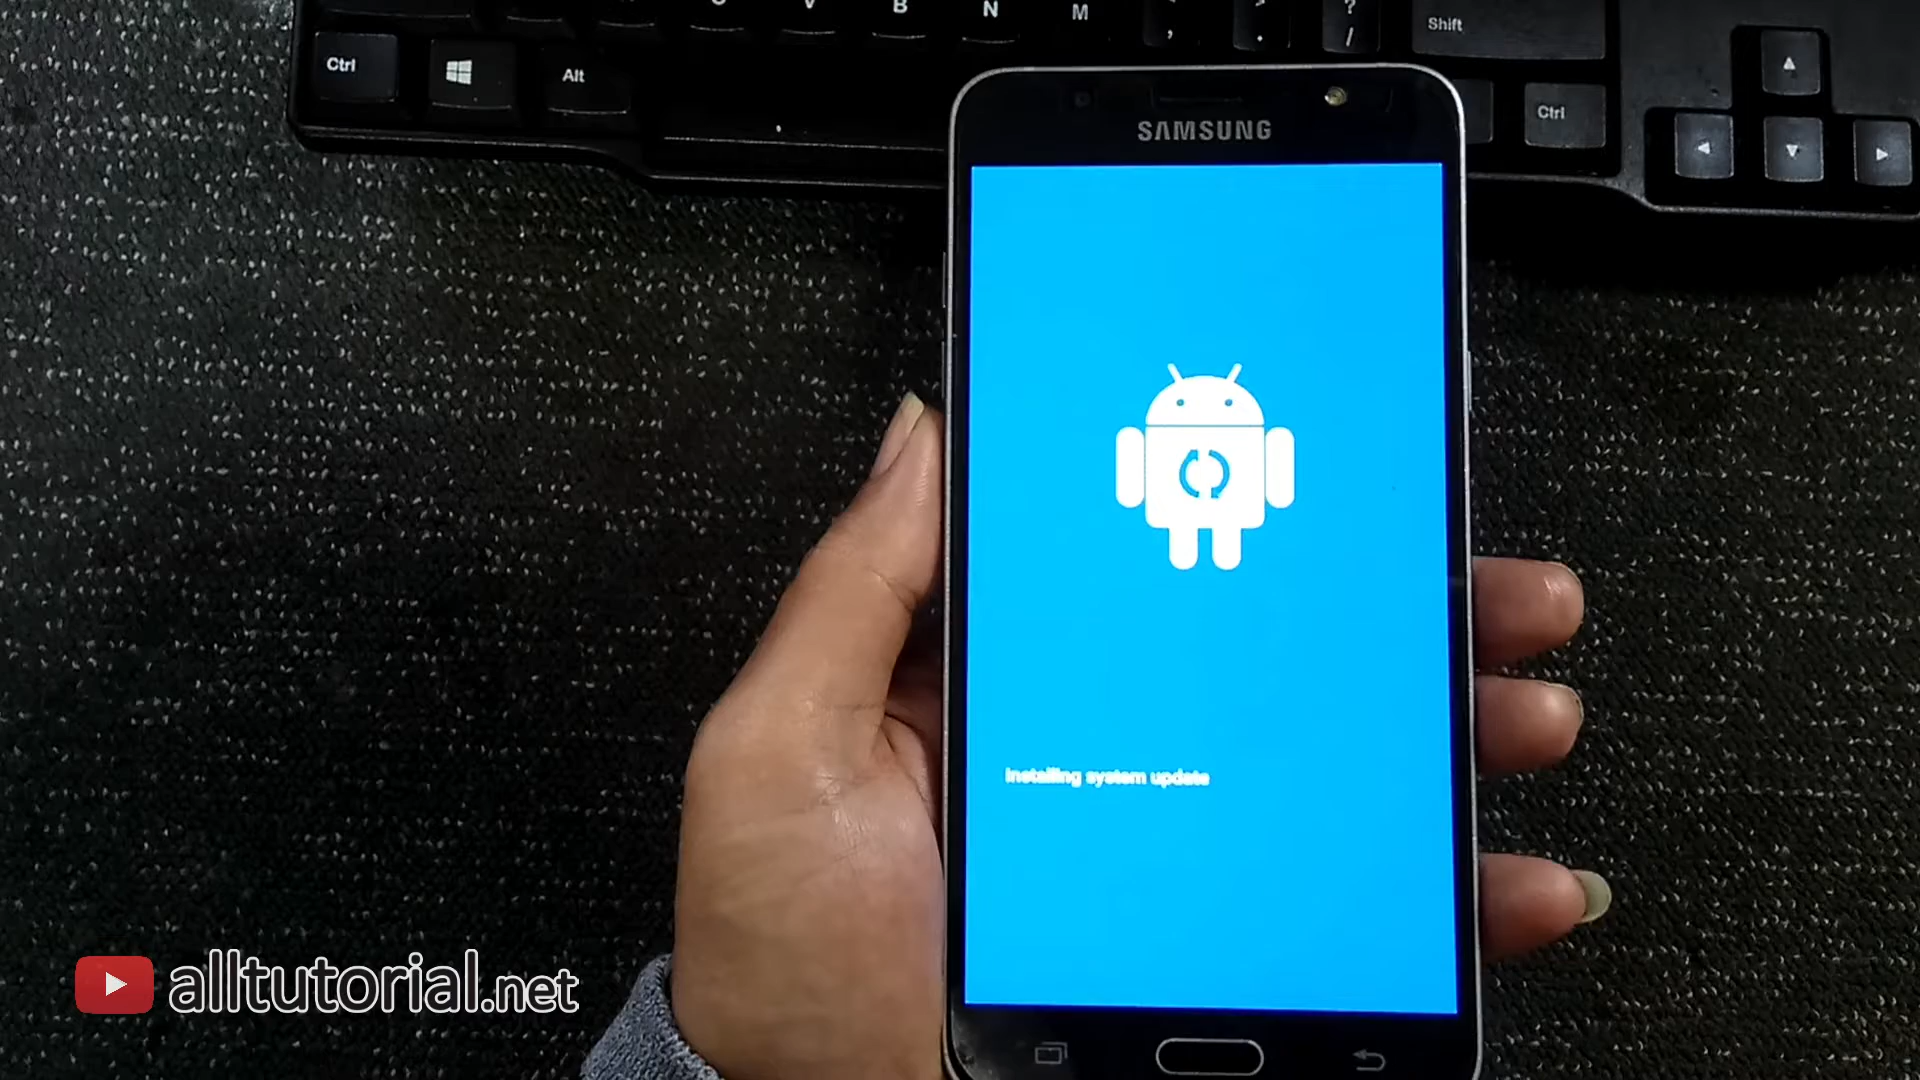 V
B
N
M
?
/
Shift
Ctrl
Alt
Ctrl
SAMSUNG
Installing system update
alltutorial.net